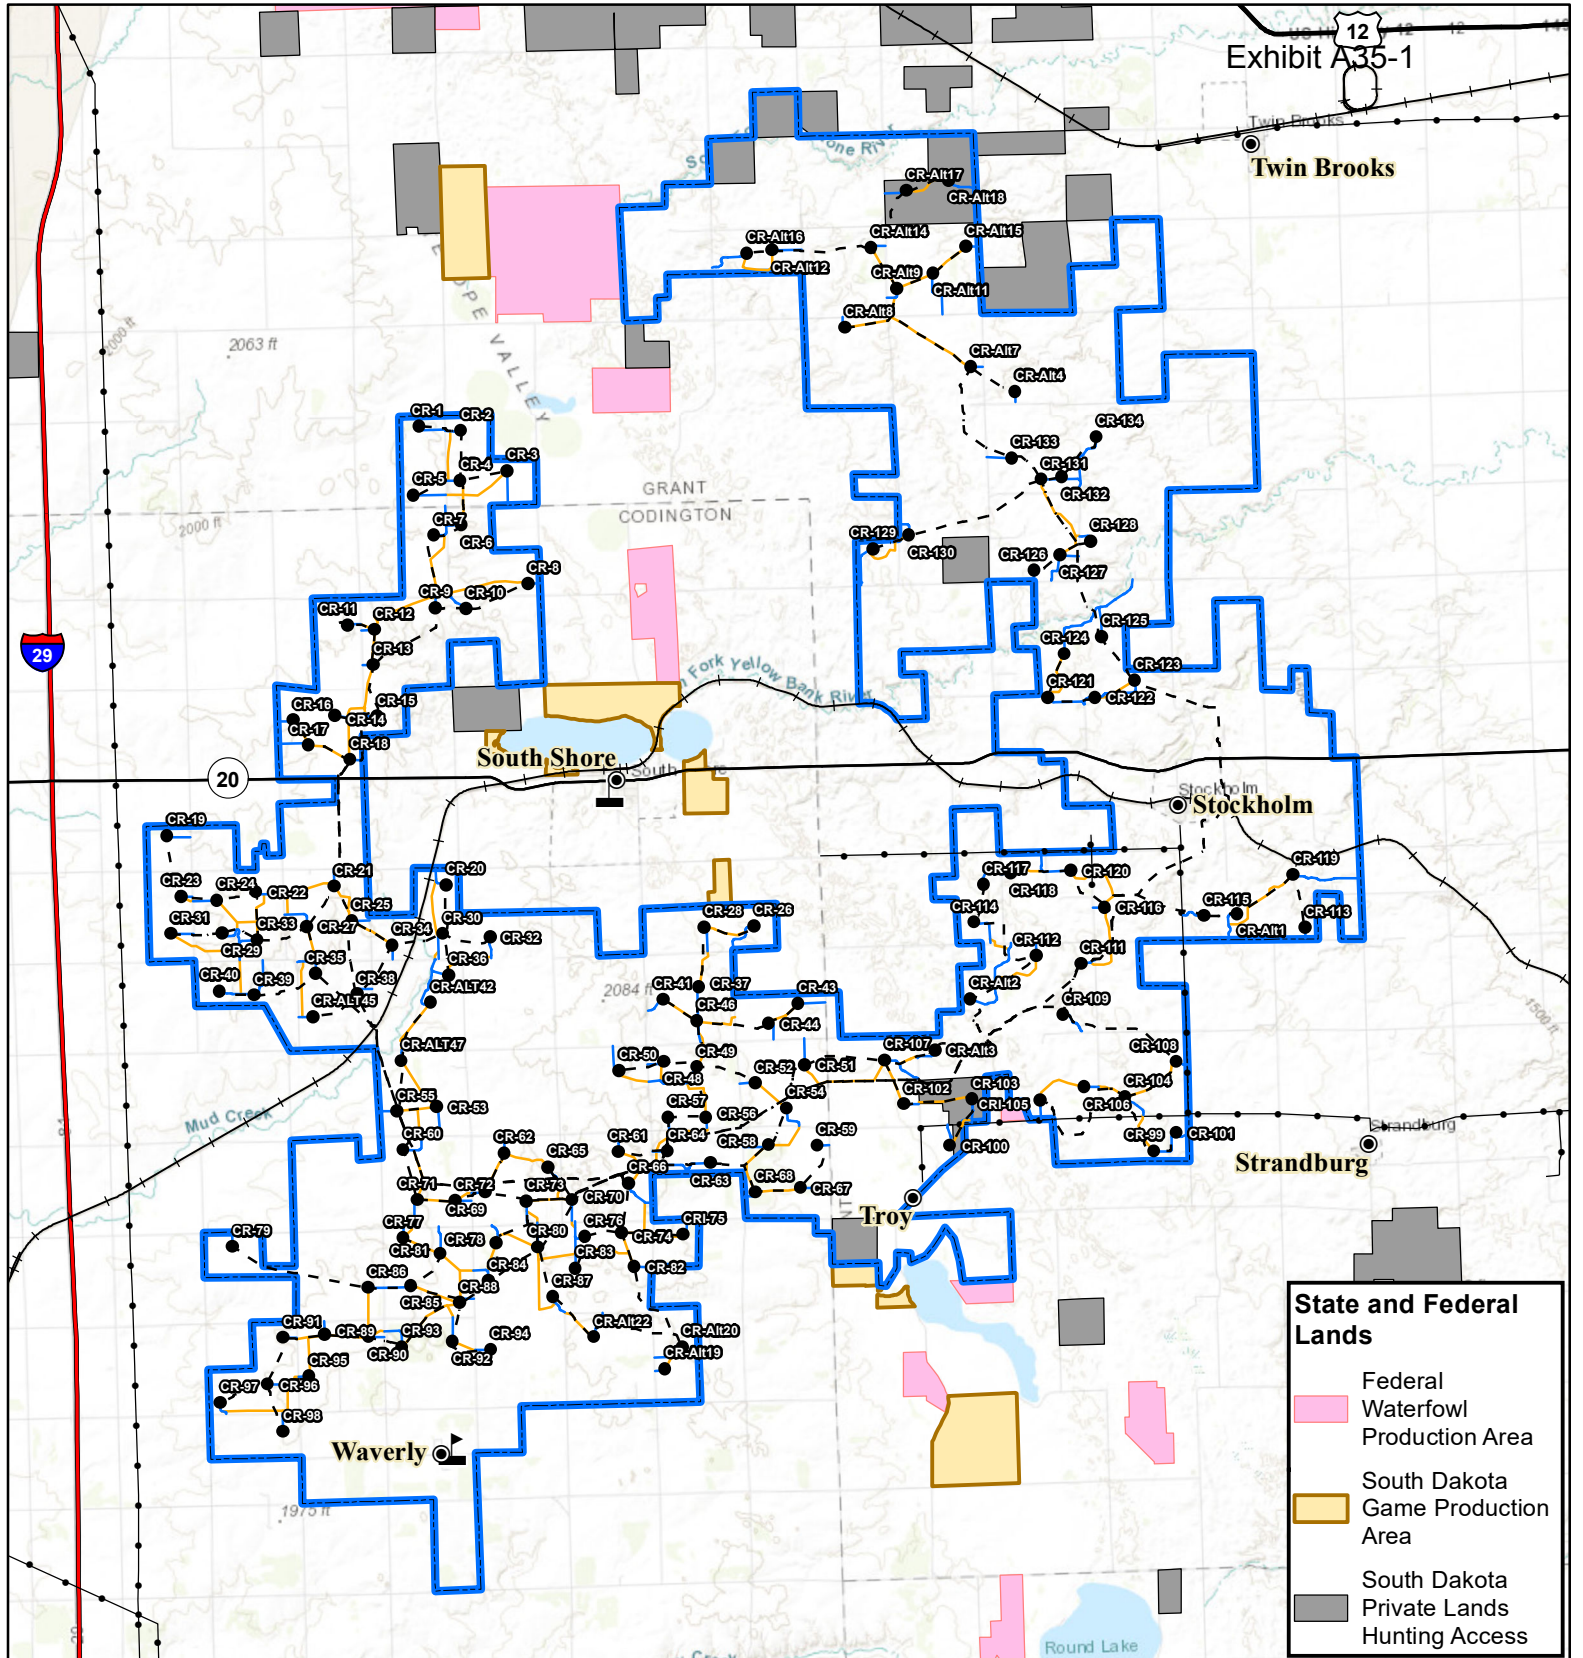 12
Exhibit A35-1
Twin Brooks
Twin Brooks
CR-Alt17
CR-Alt18
CR-Alt14
CR-Alt15
CR-Alt16
CR-Alt12
CR-Alt9
CR-Alt11
CR-Alt8
CR-Alt7
CR-Alt4
2000 ft
2063 ft
VALLEY
CR-1
CR-2
CR-3
CR-4
CR-5
CR-134
CR-133
CR-131
CR-132
GRANT
CODINGTON
2000 ft
CR-7
CR-6
CR-129
CR-130
CR-128
CR-126
CR-127
CR-8
CR-9
CR-10
CR-11
CR-12
CR-13
CR-125
CR-124
CR-123
CR-121
CR-122
29
Fork Yellow Bank River
CR-16
CR-15
CR-14
CR-17
CR-18
South Shore
20
Stockholm
Stockholm
CR-19
CR-21
CR-20
CR-23
CR-24
CR-22
CR-25
CR-31
CR-33
CR-27
CR-34
CR-30
CR-32
CR-29
CR-35
CR-36
CR-40
CR-39
CR-38
CR-ALT42
CR-ALT45
CR-28
CR-26
CR-117
CR-118
CR-120
CR-119
CR-114
CR-116
CR-115
CR-113
CR-Alt1
CR-112
CR-111
CR-41
CR-37
CR-43
CR-Alt2
2084 ft
CR-46
CR-44
CR-109
1500 ft
CR-ALT47
CR-50
CR-49
CR-48
CR-52
CR-51
CR-107
CR-Alt3
CR-108
CR-54
CR-102
CR-103
CRI-105
CR-104
CR-106
CR-55
CR-53
CR-57
CR-56
Mud Creek
CR-60
CR-62
CR-61
CR-64
CR-58
CR-59
CR-100
CR-99
CR-101
Strandburg
Strandburg
CR-65
CR-66
CR-63
CR-68
CR-67
CR-71
CR-72
CR-69
CR-73
CR-70
Troy
CR-77
CR-76
CRI-75
CR-74
CR-79
CR-81
CR-78
CR-80
CR-83
CR-84
CR-82
CR-86
CR-88
CR-87
CR-85
CR-91
CR-89
CR-93
CR-90
CR-92
CR-94
CR-Alt22
CR-Alt20
CR-Alt19
CR-95
CR-97
CR-96
CR-98
Waverly
1975 ft
Round Lake
State and Federal
Lands
Federal
Waterfowl
Production Area
South Dakota
Game Production
Area
South Dakota
Private Lands
Hunting Access